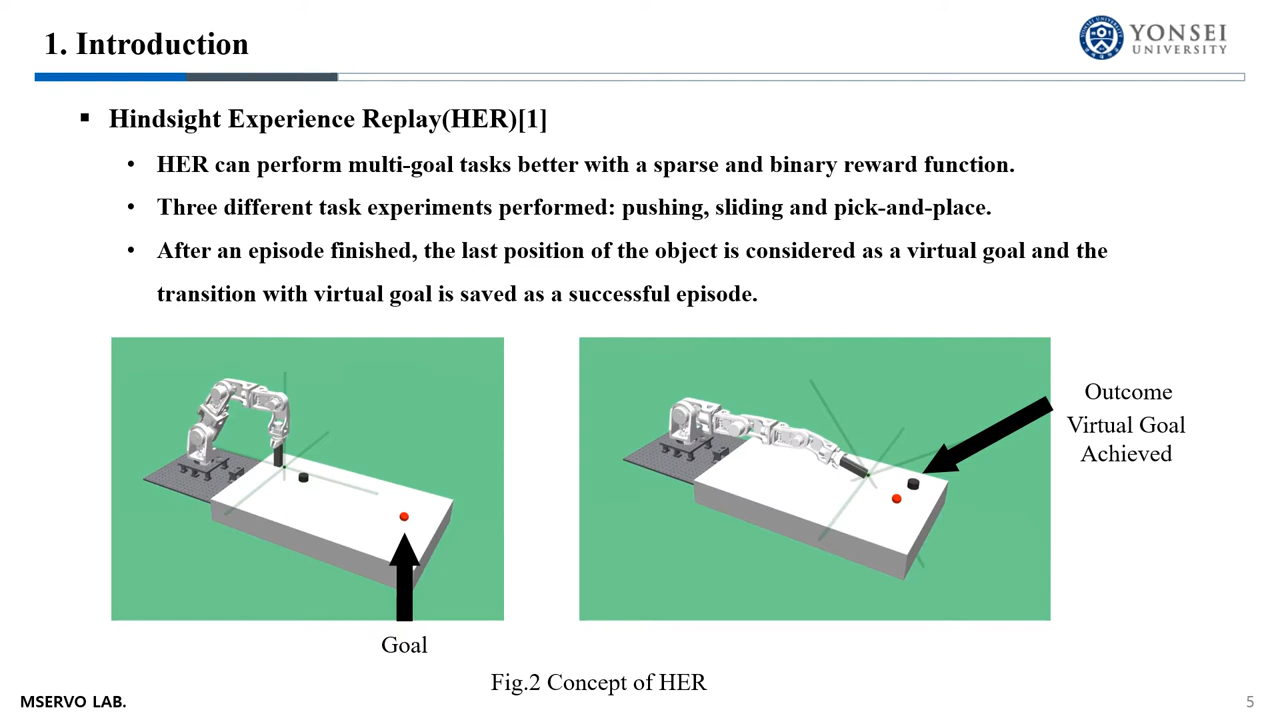 1. Introduction
YONSEI
UNIVERSITY
▪ Hindsight Experience Replay(HER)[1]
• HER can perform multi-goal tasks better with a sparse and binary reward function.
• Three different task experiments performed: pushing, sliding and pick-and-place.
• After an episode finished, the last position of the object is considered as a virtual goal and the
transition with virtual goal is saved as a successful episode.
Outcome
Virtual Goal
Achieved
Goal
Fig.2 Concept of HER
MSERVO LAB.
5